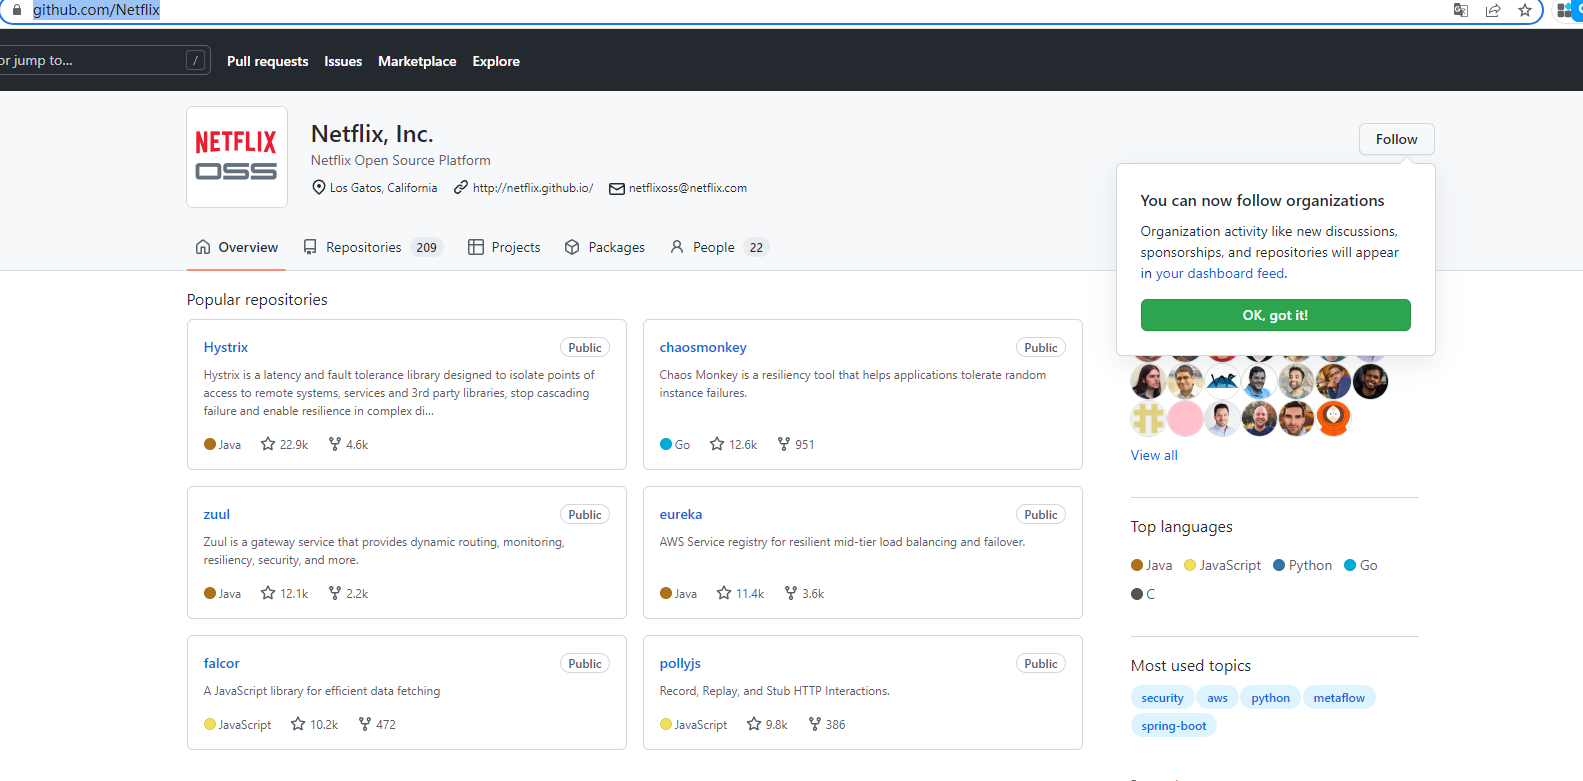 github.com/Netflix
or jump to...
/
Pull requests
Issues
Marketplace
Explore
NETFLIX
OSS
Netflix, Inc.
Netflix Open Source Platform
Los Gatos, California
http://netflix.github.io/
netflixoss@netflix.com
Follow
You can now follow organizations
Organization activity like new discussions,
sponsorships, and repositories will appear
in your dashboard feed.
OK, got it!
Overview
Repositories 209
Projects
Packages
People 22
Popular repositories
Hystrix
Public
Hystrix is a latency and fault tolerance library designed to isolate points of
access to remote systems, services and 3rd party libraries, stop cascading
failure and enable resilience in complex di...
Java 22.9k 4.6k
chaosmonkey
Public
Chaos Monkey is a resiliency tool that helps applications tolerate random
instance failures.
Go 12.6k 951
zuul
Public
Zuul is a gateway service that provides dynamic routing, monitoring,
resiliency, security, and more.
Java 12.1k 2.2k
eureka
Public
AWS Service registry for resilient mid-tier load balancing and failover.
Java 11.4k 3.6k
falcor
Public
A JavaScript library for efficient data fetching
JavaScript 10.2k 472
pollyjs
Public
Record, Replay, and Stub HTTP Interactions.
JavaScript 9.8k 386
View all
Top languages
Java JavaScript Python Go
C
Most used topics
security aws python metaflow
spring-boot